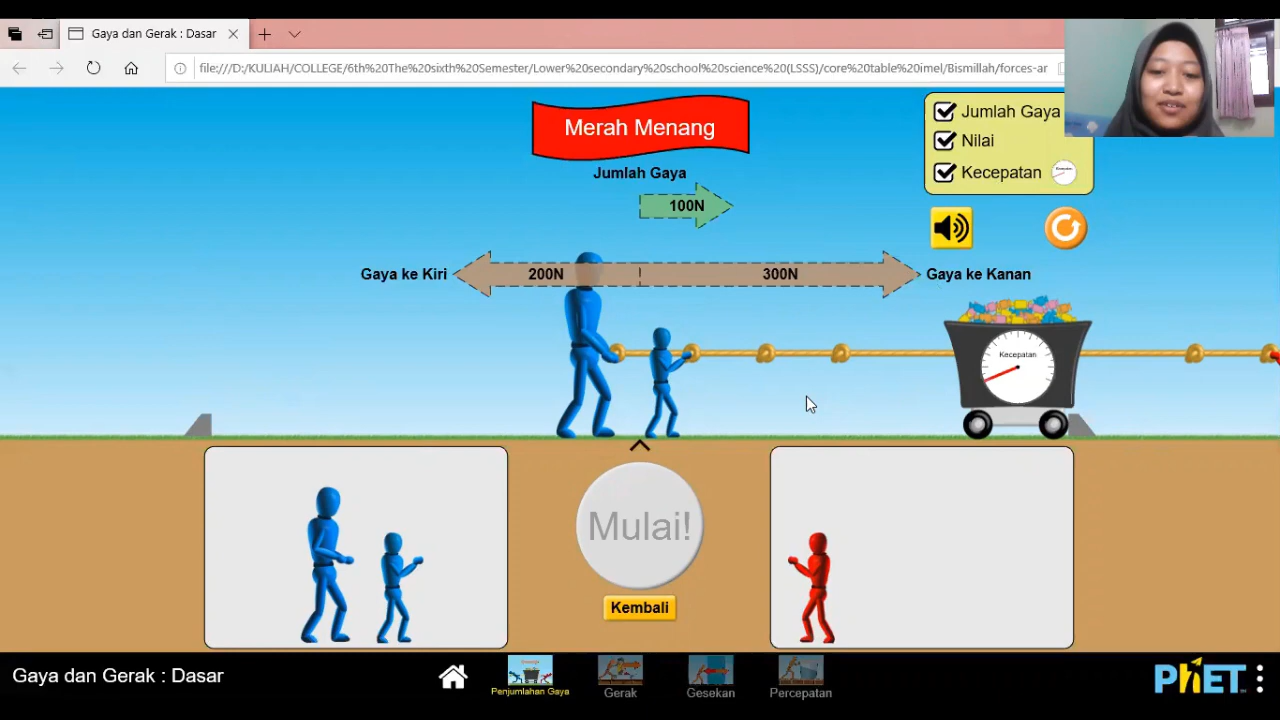 Gaya dan Gerak : Dasar
file:///D:/KULIAH/COLLEGE/6th%20The%20sixth%20Semester/Lower%20secondary%20school%20science%20(LSSS)/core%20table%20imel/Bismillah/forces-ar
Merah Menang
Jumlah Gaya
100N
Jumlah Gaya
Nilai
Kecepatan
Gaya ke Kiri
200N
300N
Gaya ke Kanan
Kecepatan
Mulai!
Kembali
Gaya dan Gerak : Dasar
Penjumlahan Gaya
Gerak
Gesekan
Percepatan
PhET